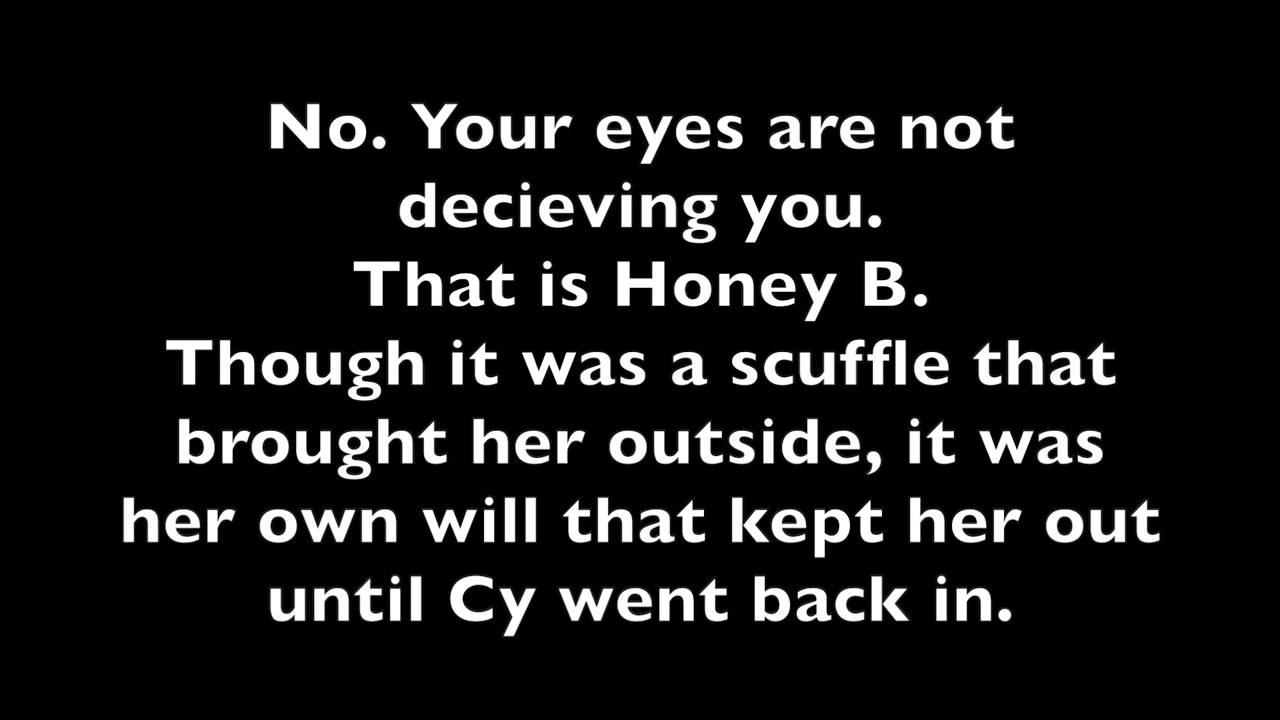 No. Your eyes are not
decieving you.
That is Honey B.
Though it was a scuffle that
brought her outside, it was
her own will that kept her out
until Cy went back in.